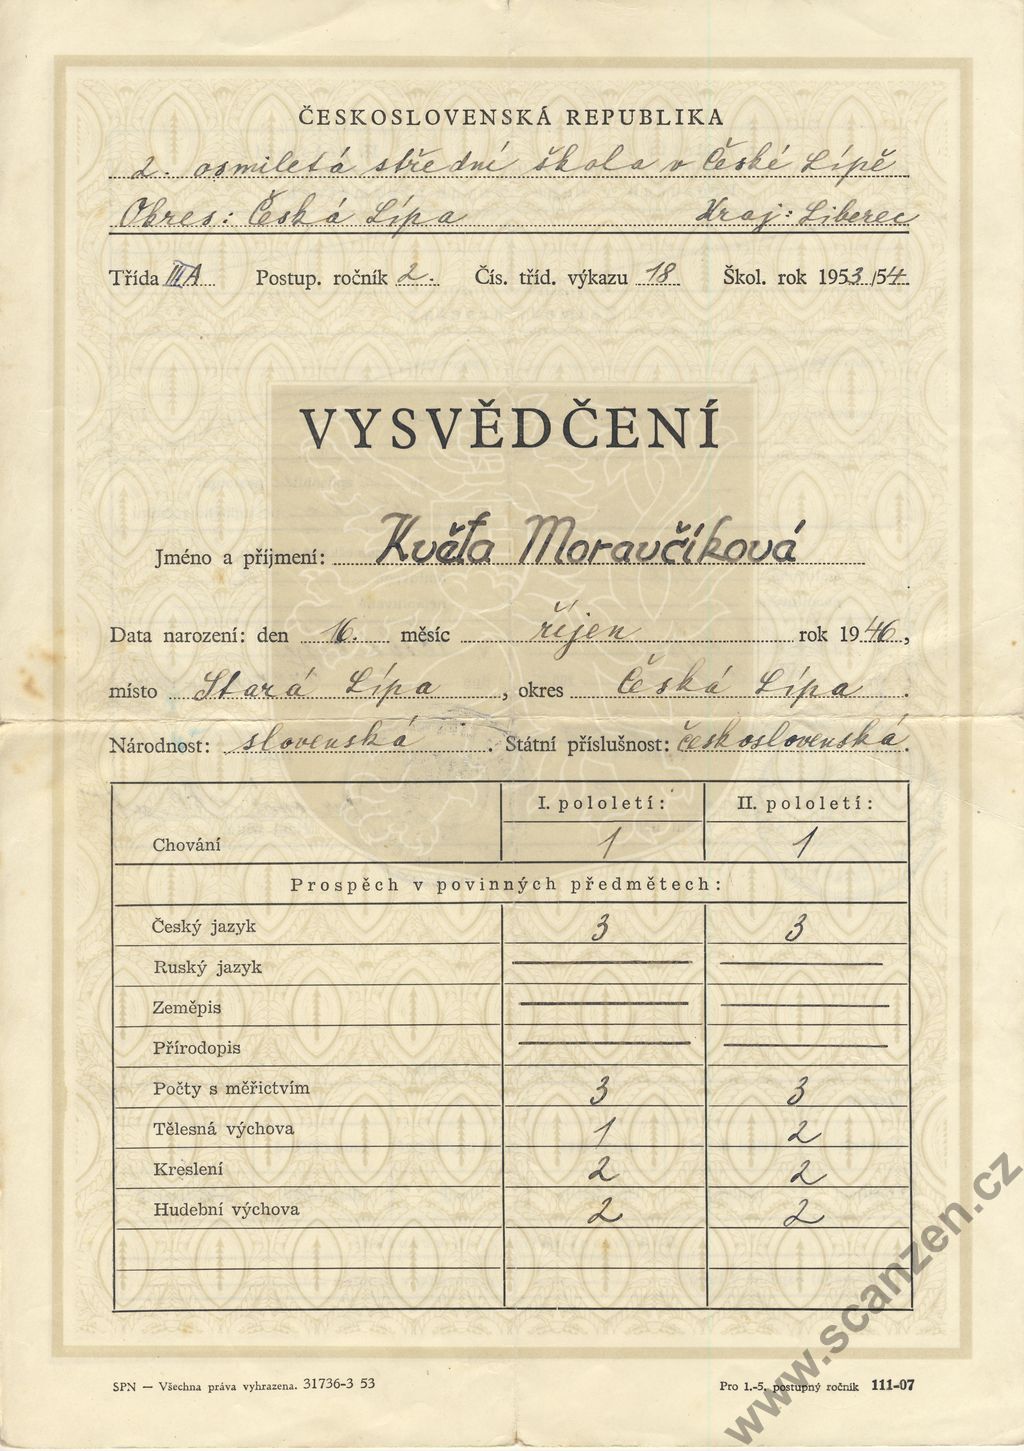 ČESKOSLOVENSKÁ REPUBLIKA
2. osmiletá střední škola v České Lípě
Okres: Česká Lípa Kraj: Liberec
Třída III A Postup. ročník 2. Čís. tříd. výkazu 18 Škol. rok 1953/54
VYSVĚDČENÍ
Jméno a příjmení: Květa Moravčíková
Data narození: den 16. měsíc říjen rok 1946,
místo Stará Lípa, okres Česká Lípa.
Národnost: slovenská. Státní příslušnost: československá.
I. pololetí: II. pololetí:
Chování 1 1
Prospěch v povinných předmětech:
Český jazyk 3 3
Ruský jazyk
Zeměpis
Přírodopis
Počty s měřictvím 3 3
Tělesná výchova 1 2
Kreslení 2 2
Hudební výchova 2 2
SPN — Všechna práva vyhrazena. 31736-3 53 Pro 1.-5. postupný ročník 111-07
www.scanzen.cz